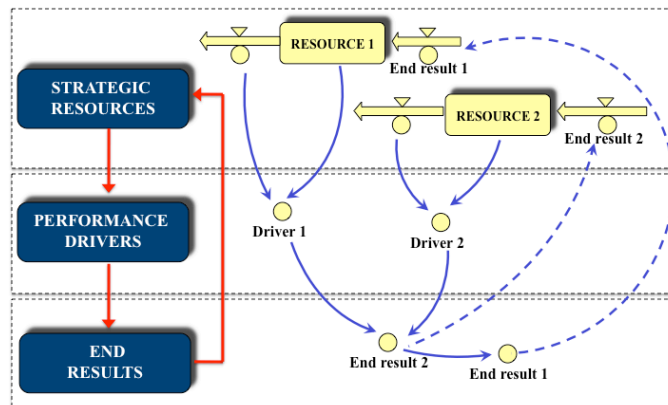 RESOURCE 1
End result 1
STRATEGIC
RESOURCES
RESOURCE 2
End result 2
PERFORMANCE
DRIVERS
Driver 1
Driver 2
END
RESULTS
End result 2
End result 1